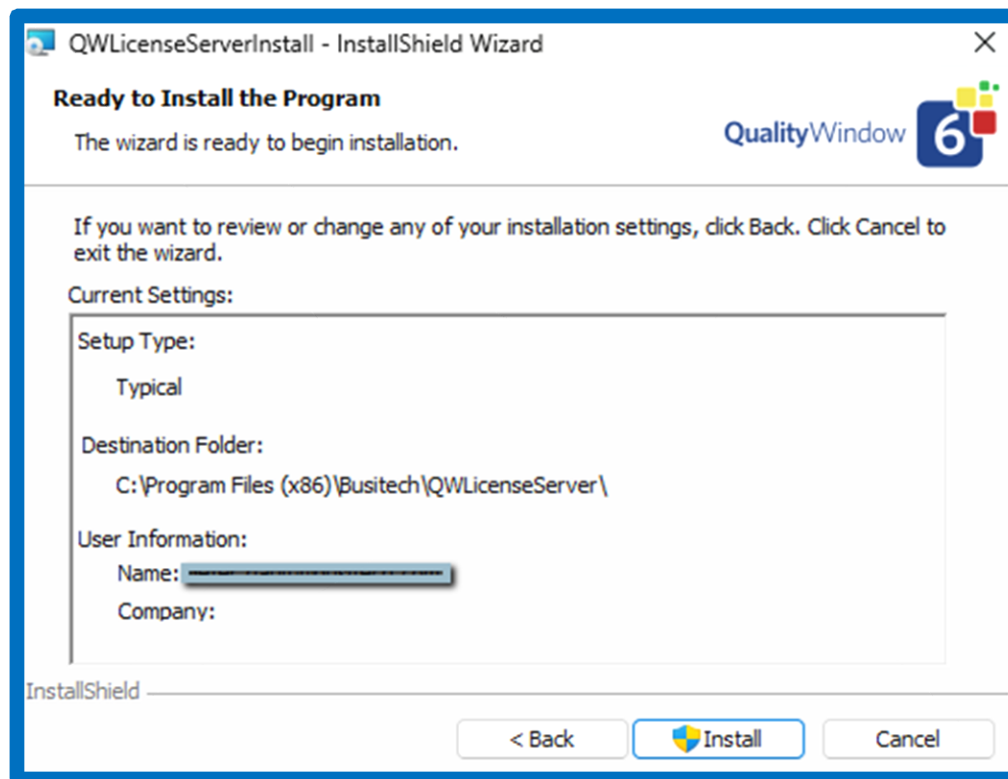 QWLicenseServerInstall - InstallShield Wizard
Ready to Install the Program
The wizard is ready to begin installation.
QualityWindow 6
If you want to review or change any of your installation settings, click Back. Click Cancel to
exit the wizard.
Current Settings:
Setup Type:
Typical
Destination Folder:
C:\Program Files (x86)\Busitech\QWLicenseServer\
User Information:
Name:
Company:
InstallShield
< Back
Install
Cancel